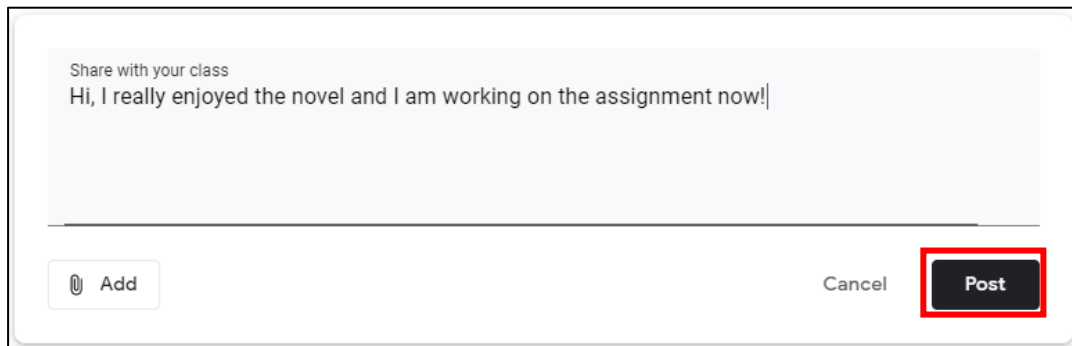 Share with your class
Hi, I really enjoyed the novel and I am working on the assignment now!
Add
Cancel
Post